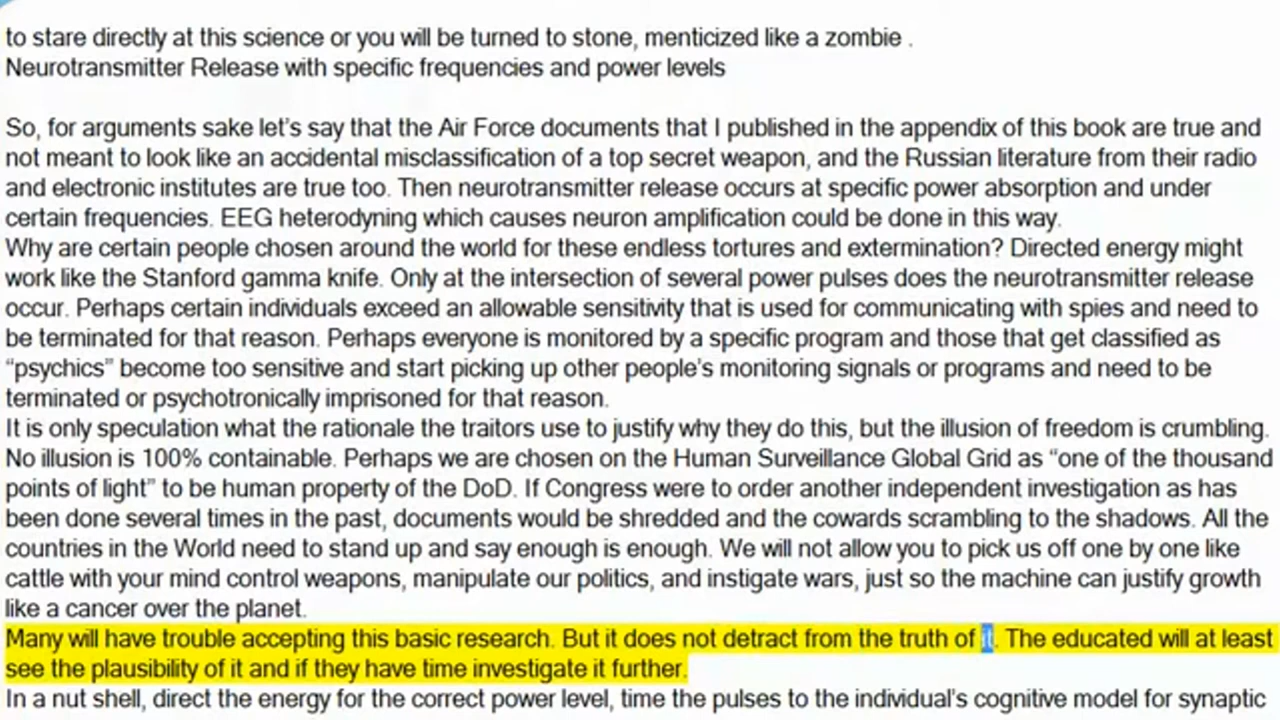 to stare directly at this science or you will be turned to stone, menticized like a zombie .
Neurotransmitter Release with specific frequencies and power levels
So, for arguments sake let's say that the Air Force documents that I published in the appendix of this book are true and
not meant to look like an accidental misclassification of a top secret weapon, and the Russian literature from their radio
and electronic institutes are true too. Then neurotransmitter release occurs at specific power absorption and under
certain frequencies. EEG heterodyning which causes neuron amplification could be done in this way.
Why are certain people chosen around the world for these endless tortures and extermination? Directed energy might
work like the Stanford gamma knife. Only at the intersection of several power pulses does the neurotransmitter release
occur. Perhaps certain individuals exceed an allowable sensitivity that is used for communicating with spies and need to
be terminated for that reason. Perhaps everyone is monitored by a specific program and those that get classified as
“psychics” become too sensitive and start picking up other people's monitoring signals or programs and need to be
terminated or psychotronically imprisoned for that reason.
It is only speculation what the rationale the traitors use to justify why they do this, but the illusion of freedom is crumbling.
No illusion is 100% containable. Perhaps we are chosen on the Human Surveillance Global Grid as “one of the thousand
points of light” to be human property of the DoD. If Congress were to order another independent investigation as has
been done several times in the past, documents would be shredded and the cowards scrambling to the shadows. All the
countries in the World need to stand up and say enough is enough. We will not allow you to pick us off one by one like
cattle with your mind control weapons, manipulate our politics, and instigate wars, just so the machine can justify growth
like a cancer over the planet.
Many will have trouble accepting this basic research. But it does not detract from the truth of it. The educated will at least
see the plausibility of it and if they have time investigate it further.
In a nut shell, direct the energy for the correct power level, time the pulses to the individual's cognitive model for synaptic